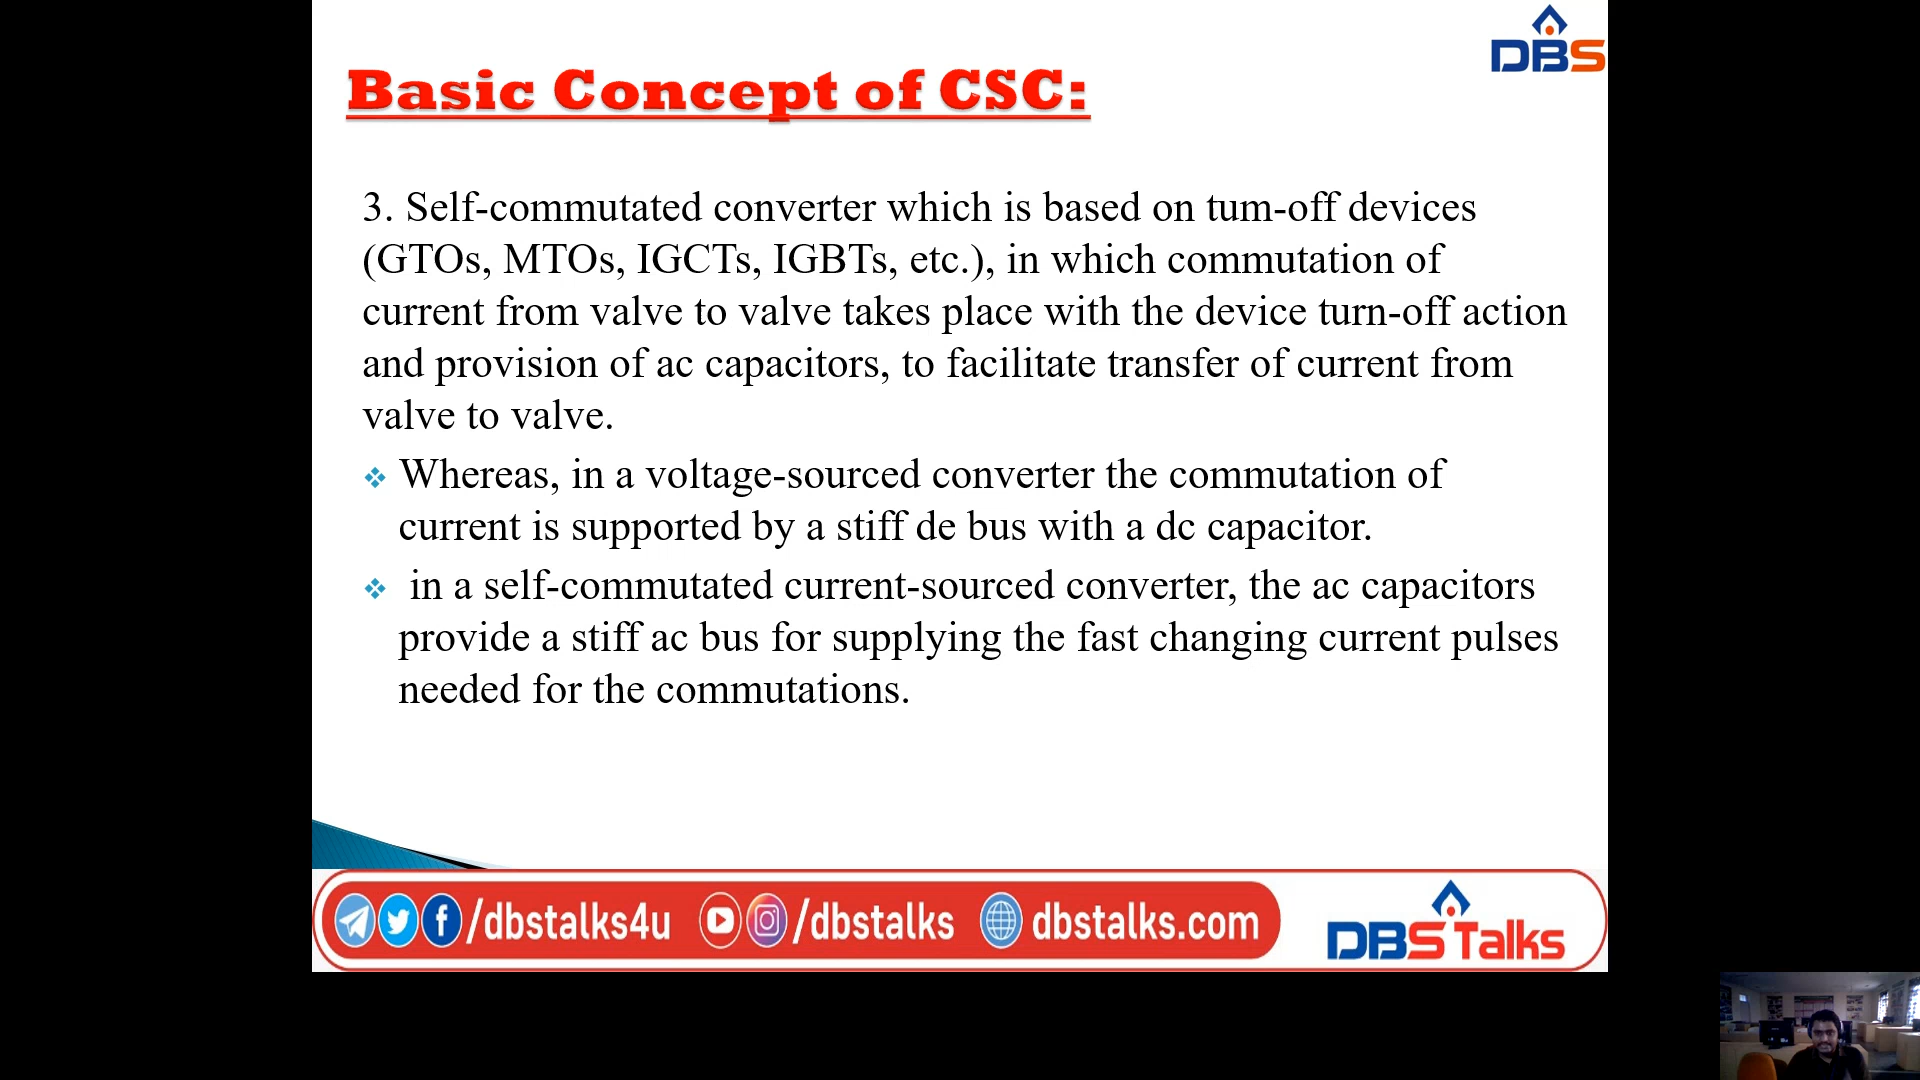 DBS
Basic Concept of CSC:
3. Self-commutated converter which is based on tum-off devices
(GTOs, MTOs, IGCTs, IGBTs, etc.), in which commutation of
current from valve to valve takes place with the device turn-off action
and provision of ac capacitors, to facilitate transfer of current from
valve to valve.
Whereas, in a voltage-sourced converter the commutation of
current is supported by a stiff de bus with a dc capacitor.
in a self-commutated current-sourced converter, the ac capacitors
provide a stiff ac bus for supplying the fast changing current pulses
needed for the commutations.
/dbstalks4u /dbstalks dbstalks.com DBS Talks